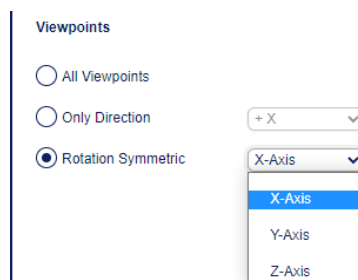 Viewpoints
All Viewpoints
Only Direction + X
Rotation Symmetric X-Axis
X-Axis
Y-Axis
Z-Axis